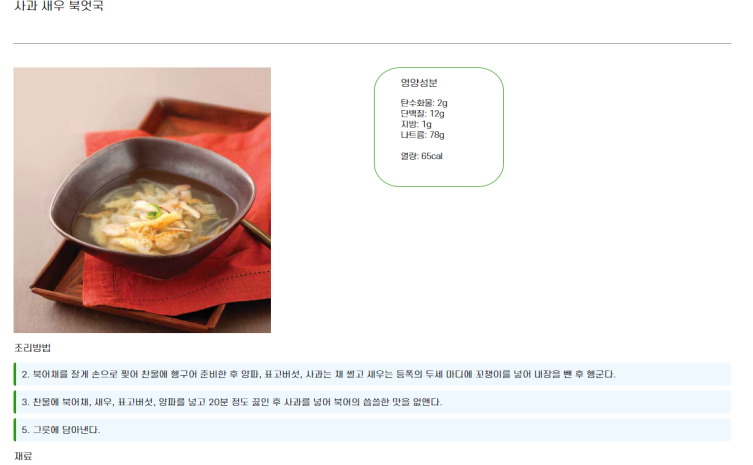 사과 새우 북엇국
영양성분
탄수화물: 2g
단백질: 12g
지방: 1g
나트륨: 78g
열량: 65cal
조리방법
2. 북어채를 잘게 손으로 찢어 찬물에 헹구어 준비한 후 양파, 표고버섯, 사과는 채 썰고 새우는 등쪽의 두세 마디에 꼬챙이를 넣어 내장을 뺀 후 헹군다.
3. 찬물에 북어채, 새우, 표고버섯, 양파를 넣고 20분 정도 끓인 후 사과를 넣어 북어의 씁쓸한 맛을 없앤다.
5. 그릇에 담아낸다.
재료